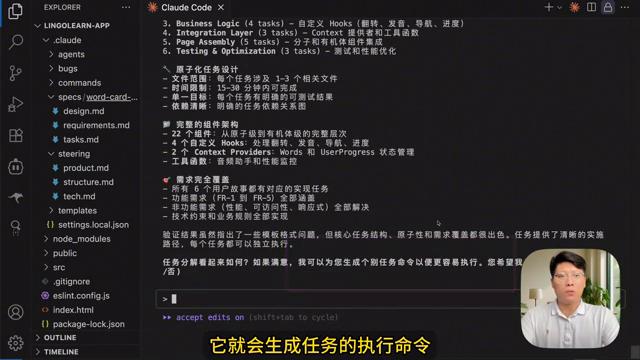 EXPLORER
LINGOLEARN-APP
.claude
agents
bugs
commands
specs/word-card-...
design.md
requirements.md
tasks.md
steering
product.md
structure.md
tech.md
templates
settings.local.json
node_modules
public
src
.gitignore
eslint.config.js
index.html
package-lock.json
OUTLINE
TIMELINE
Claude Code
3. Business Logic (4 tasks) - 自定义 Hooks(翻转、发音、导航、进度)
4. Integration Layer (3 tasks) - Context 提供者和工具函数
5. Page Assembly (5 tasks) - 分子和有机体组件集成
6. Testing & Optimization (3 tasks) - 测试和性能优化
原子化任务设计
- 文件范围: 每个任务涉及 1-3 个相关文件
- 时间限制: 15-30 分钟内可完成
- 单一目标: 每个任务有明确的可测试结果
- 依赖清晰: 明确的任务依赖关系图
完整的组件架构
- 22 个组件: 从原子级到有机体级的完整层次
- 4 个自定义 Hooks: 处理翻转、发音、导航、进度
- 2 个 Context Providers: Words 和 UserProgress 状态管理
- 工具函数: 音频助手和性能监控
需求完全覆盖
- 所有 6 个用户故事都有对应的实现任务
- 功能需求 (FR-1 到 FR-5) 全部涵盖
- 非功能需求(性能、可访问性、响应式)全部解决
- 技术约束和业务规则全部实现
验证结果虽然指出了一些模板格式问题，但核心任务结构、原子性和需求覆盖都很出色。任务提供了清晰的实施
路径，每个任务都可以独立执行。
任务分解看起来如何？如果满意，我可以为您生成个别任务命令以便更容易执行。您希望我
/否)
>
▸▸ accept edits on (shift+tab to cycle)
它就会生成任务的执行命令